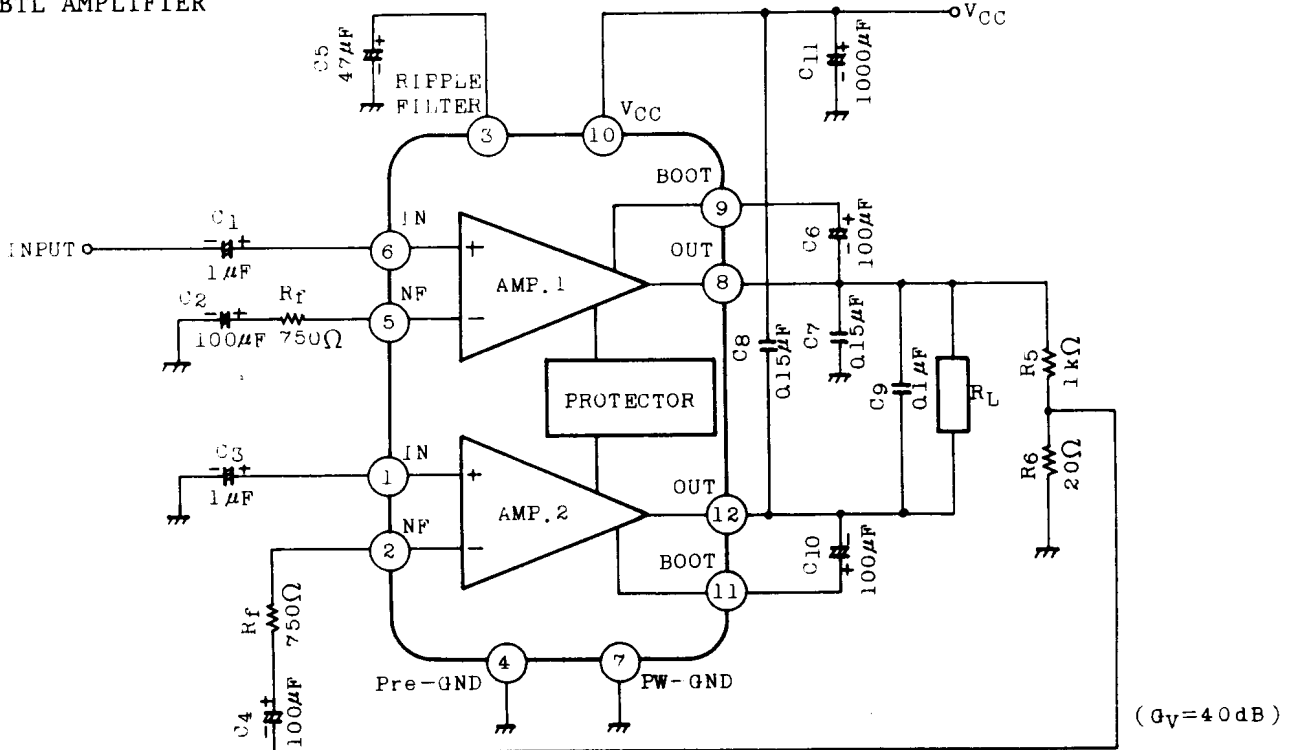 BTL AMPLIFIER
VCC
C5
47μF
RIPPLE
FILTER
3
10
VCC
C11
1000μF
BOOT
9
C6
100μF
INPUT
C1
1μF
IN
6
AMP.1
OUT
8
C2
100μF
Rf
750Ω
NF
5
C8
0.15μF
C7
0.15μF
PROTECTOR
C9
0.1μF
RL
R5
1kΩ
R6
20Ω
C3
1μF
IN
1
AMP.2
OUT
12
NF
2
BOOT
11
C10
100μF
Rf
750Ω
C4
100μF
Pre-GND
4
7
PW-GND
(GV=40dB)